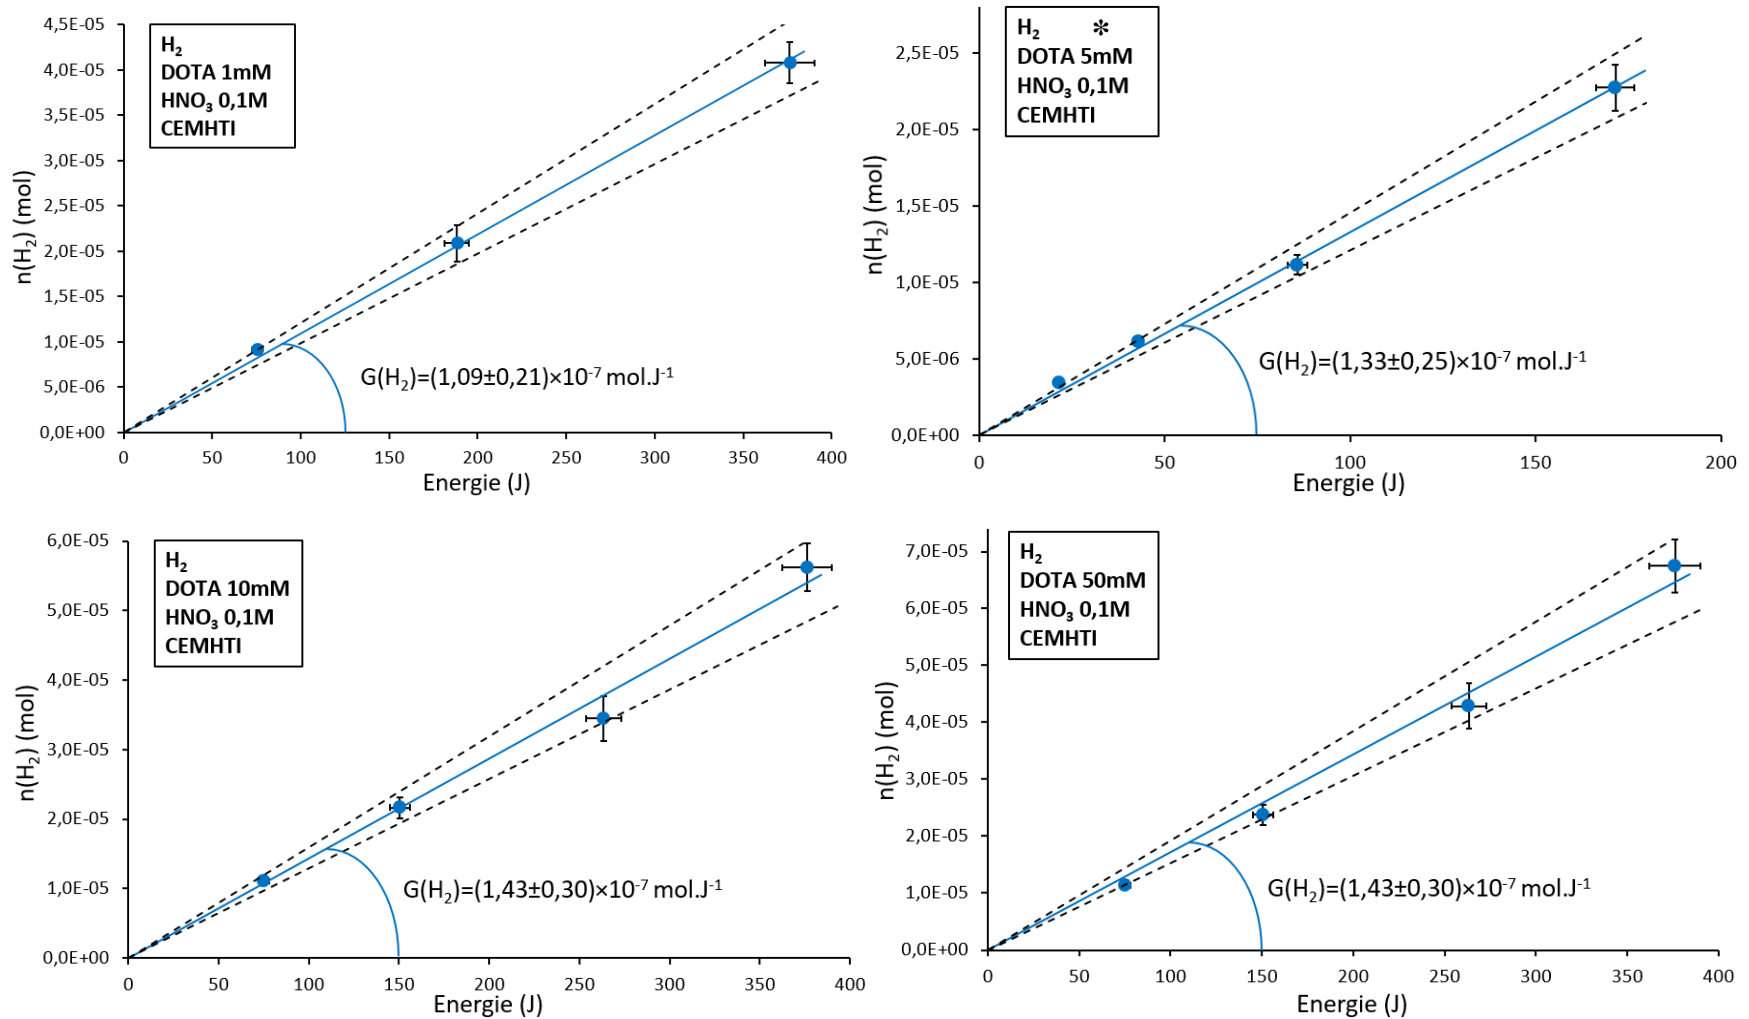 4,5E-05
4,0E-05
3,5E-05
3,0E-05
2,5E-05
2,0E-05
1,5E-05
1,0E-05
5,0E-06
0,0E+00
n(H₂) (mol)
H₂
DOTA 1mM
HNO₃ 0,1M
CEMHTI
G(H₂)=(1,09±0,21)×10⁻⁷ mol.J⁻¹
0 50 100 150 200 250 300 350 400
Energie (J)
2,5E-05
2,0E-05
1,5E-05
1,0E-05
5,0E-06
0,0E+00
n(H₂) (mol)
H₂ *
DOTA 5mM
HNO₃ 0,1M
CEMHTI
G(H₂)=(1,33±0,25)×10⁻⁷ mol.J⁻¹
0 50 100 150 200
Energie (J)
6,0E-05
5,0E-05
4,0E-05
3,0E-05
2,0E-05
1,0E-05
0,0E+00
n(H₂) (mol)
H₂
DOTA 10mM
HNO₃ 0,1M
CEMHTI
G(H₂)=(1,43±0,30)×10⁻⁷ mol.J⁻¹
0 50 100 150 200 250 300 350 400
Energie (J)
7,0E-05
6,0E-05
5,0E-05
4,0E-05
3,0E-05
2,0E-05
1,0E-05
0,0E+00
n(H₂) (mol)
H₂
DOTA 50mM
HNO₃ 0,1M
CEMHTI
G(H₂)=(1,43±0,30)×10⁻⁷ mol.J⁻¹
0 50 100 150 200 250 300 350 400
Energie (J)